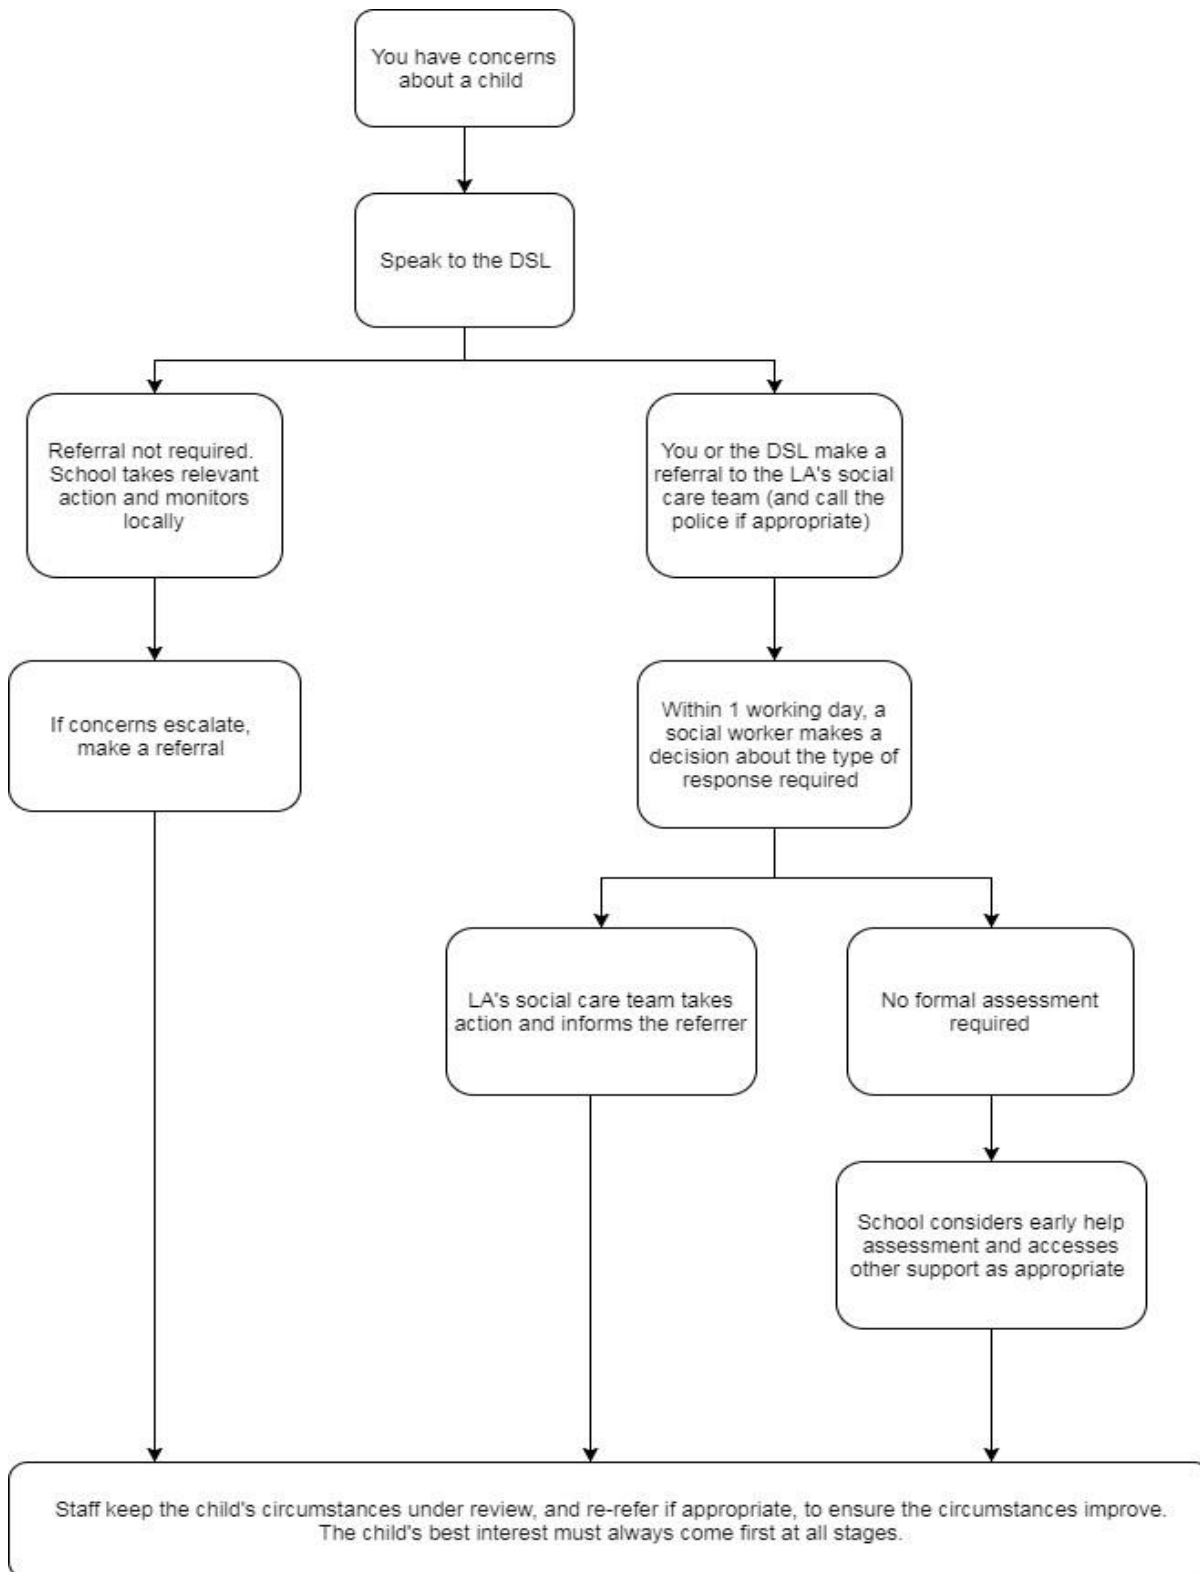 You have concerns
about a child
Speak to the DSL
Referral not required.
School takes relevant
action and monitors
locally
You or the DSL make a
referral to the LA's social
care team (and call the
police if appropriate)
If concerns escalate,
make a referral
Within 1 working day, a
social worker makes a
decision about the type of
response required
LA's social care team takes
action and informs the referrer
No formal assessment
required
School considers early help
assessment and accesses
other support as appropriate
Staff keep the child's circumstances under review, and re-refer if appropriate, to ensure the circumstances improve.
The child's best interest must always come first at all stages.